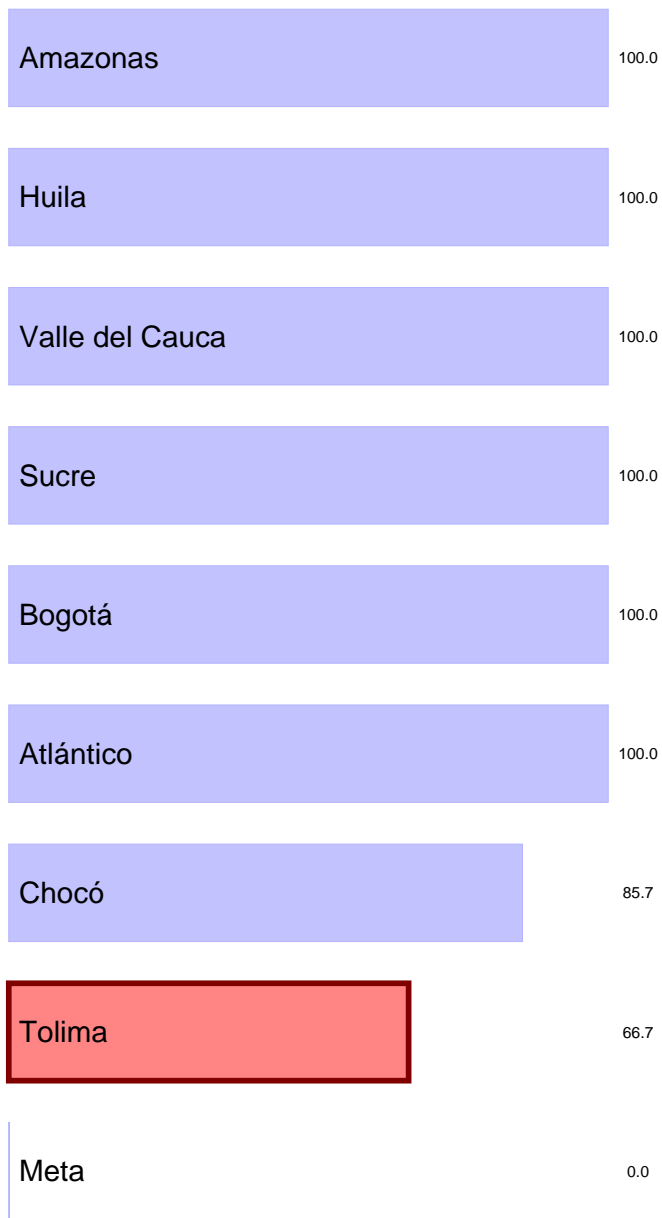 Amazonas 100.0
Huila 100.0
Valle del Cauca 100.0
Sucre 100.0
Bogotá 100.0
Atlántico 100.0
Chocó 85.7
Tolima 66.7
Meta 0.0